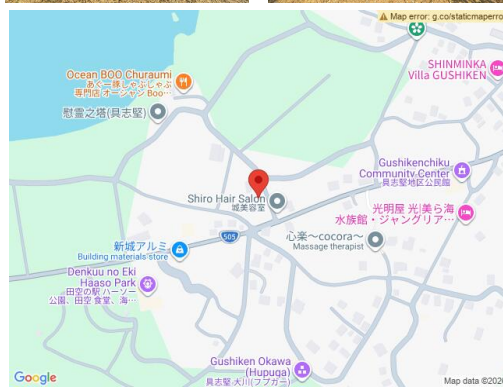 Map error: g.co/staticmaperro
SHINMINKA
Villa GUSHIKEN
Ocean BOO Churaumi
あぐー豚しゃぶしゃぶ
専門店 オーシャン Boo…
慰霊之塔(具志堅)
Gushikenchiku
Community Center
具志堅地区公民館
Shiro Hair Salon
城美容室
光明屋 光|美ら海
水族館・ジャングリア…
505
心楽〜cocora〜
Massage therapist
新城アルミ
Building materials store
Denkuu no Eki
Haaso Park
田空の駅 ハーソー
公園、田空 食堂、海…
Gushiken Okawa
(Hupuga)
具志堅 大川(フプガー)
Google
Map data ©2026